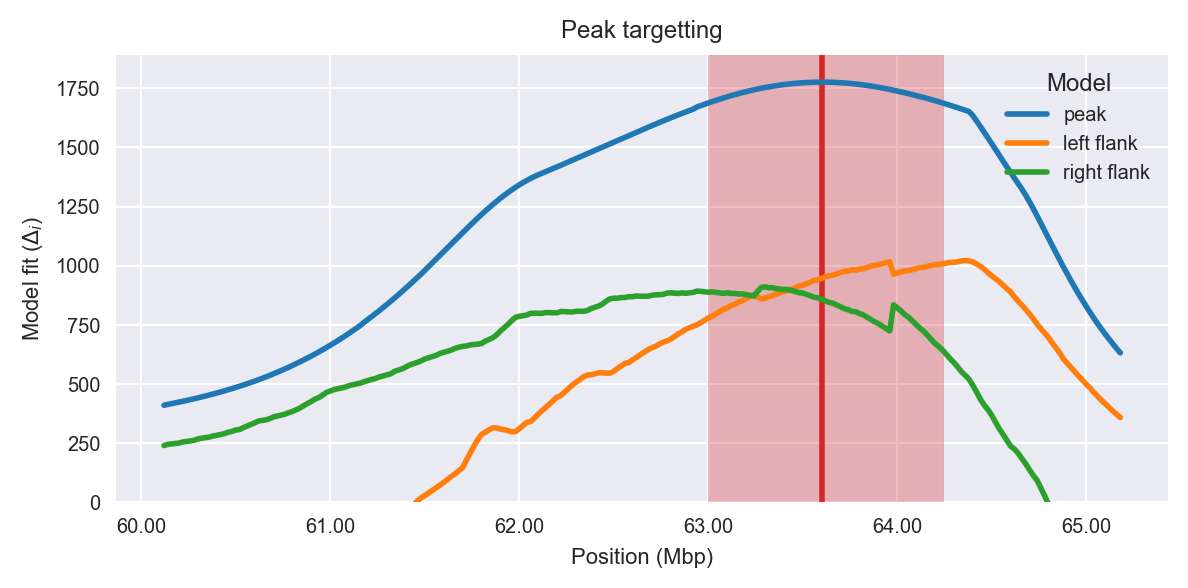 Peak targetting
Model
peak
left flank
right flank
Model fit (Δi)
1750
1500
1250
1000
750
500
250
0
60.00 61.00 62.00 63.00 64.00 65.00
Position (Mbp)